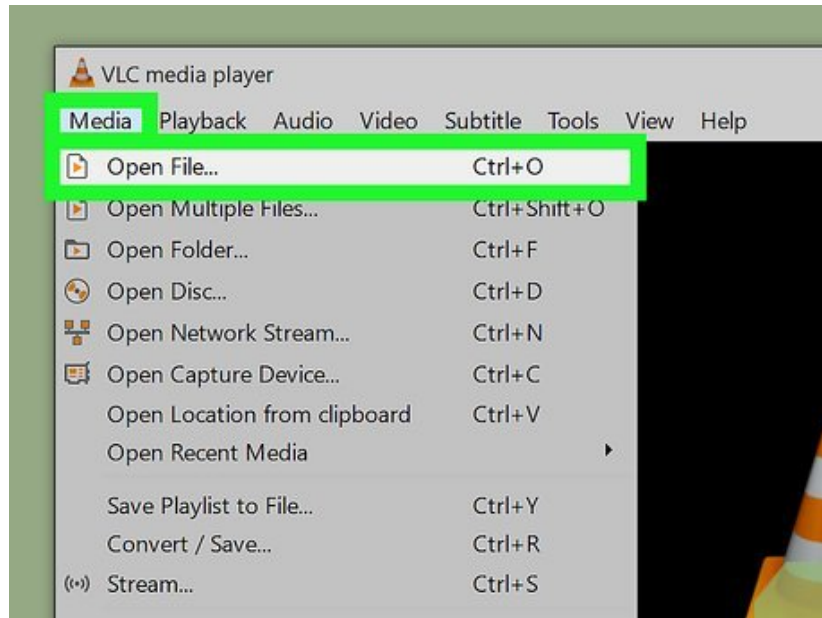 VLC media player
Media Playback Audio Video Subtitle Tools View Help
Open File... Ctrl+O
Open Multiple Files... Ctrl+Shift+O
Open Folder... Ctrl+F
Open Disc... Ctrl+D
Open Network Stream... Ctrl+N
Open Capture Device... Ctrl+C
Open Location from clipboard Ctrl+V
Open Recent Media
Save Playlist to File... Ctrl+Y
Convert / Save... Ctrl+R
Stream... Ctrl+S